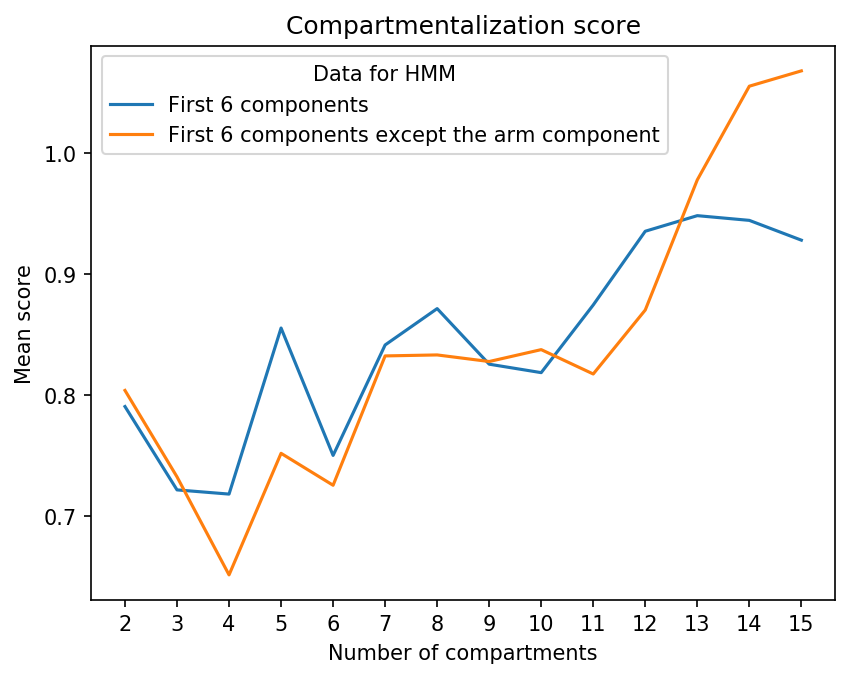 Compartmentalization score
Data for HMM
First 6 components
First 6 components except the arm component
1.0
0.9
0.8
0.7
Mean score
2 3 4 5 6 7 8 9 10 11 12 13 14 15
Number of compartments